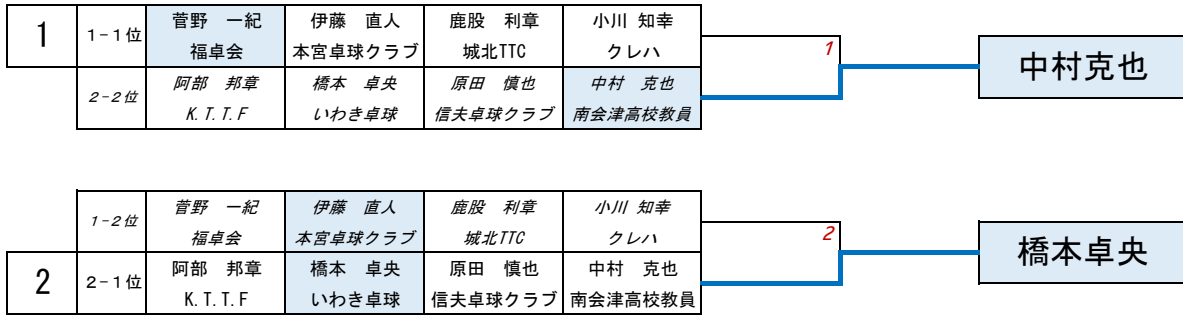 1 1-1位 菅野 一紀 伊藤 直人 鹿股 利章 小川 知幸
福卓会 本宮卓球クラブ 城北TTC クレハ
1
中村克也
2-2位 阿部 邦章 橋本 卓央 原田 慎也 中村 克也
K.T.T.F いわき卓球 信夫卓球クラブ 南会津高校教員
1-2位 菅野 一紀 伊藤 直人 鹿股 利章 小川 知幸
福卓会 本宮卓球クラブ 城北TTC クレハ
2
橋本卓央
2 2-1位 阿部 邦章 橋本 卓央 原田 慎也 中村 克也
K.T.T.F いわき卓球 信夫卓球クラブ 南会津高校教員